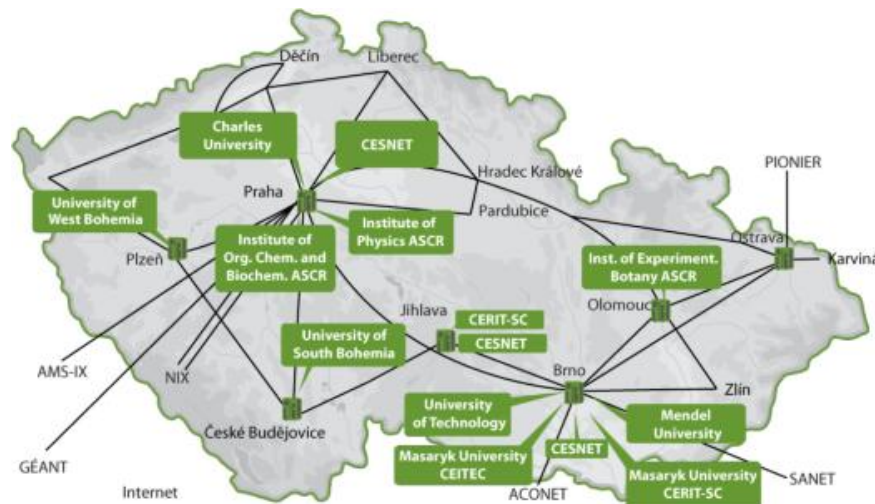 Děčín
Liberec
Charles
University
CESNET
Hradec Králové
PIONIER
Praha
University of
West Bohemia
Pardubice
Institute of
Physics ASCR
Institute of
Org. Chem. and
Biochem. ASCR
Ostrava
Karviná
Plzeň
Inst. of Experiment.
Botany ASCR
Olomouc
Jihlava
CERIT-SC
CESNET
University of
South Bohemia
AMS-IX
NIX
Brno
Zlín
University
of Technology
Mendel
University
České Budějovice
Masaryk University
CEITEC
CESNET
GÉANT
Masaryk University
CERIT-SC
SANET
Internet
ACONET